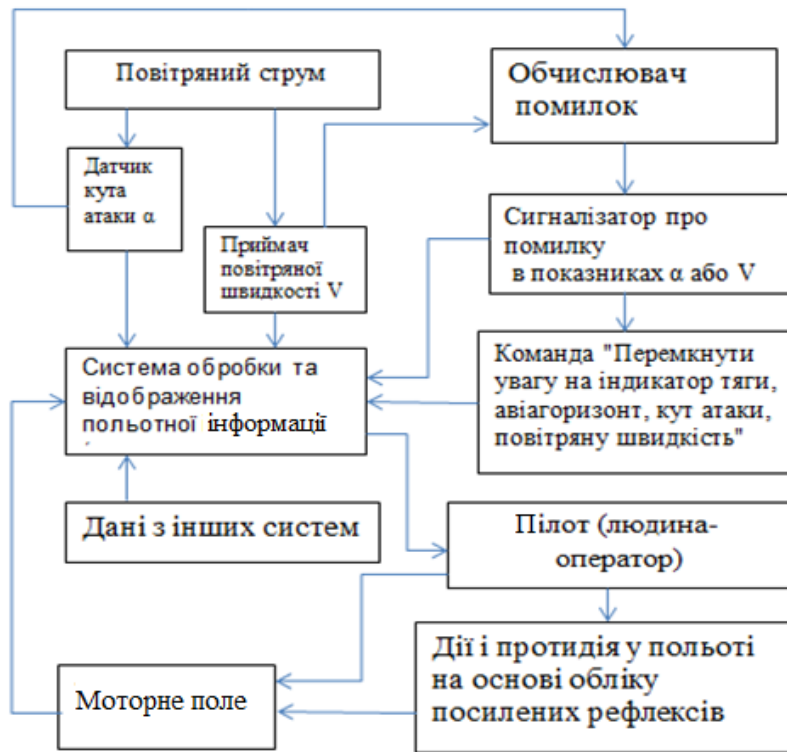 Повітряний струм
Обчислювач
помилок
Датчик
кута
атаки α
Приймач
повітряної
швидкості V
Сигналізатор про
помилку
в показниках α або V
Система обробки та
відображення
польотної інформації
Команда "Перемкнути
увагу на індикатор тяги,
авіагоризонт, кут атаки,
повітряну швидкість"
Дані з інших систем
Пілот (людина-
оператор)
Моторне поле
Дії і протидія у польоті
на основі обліку
посилених рефлексів